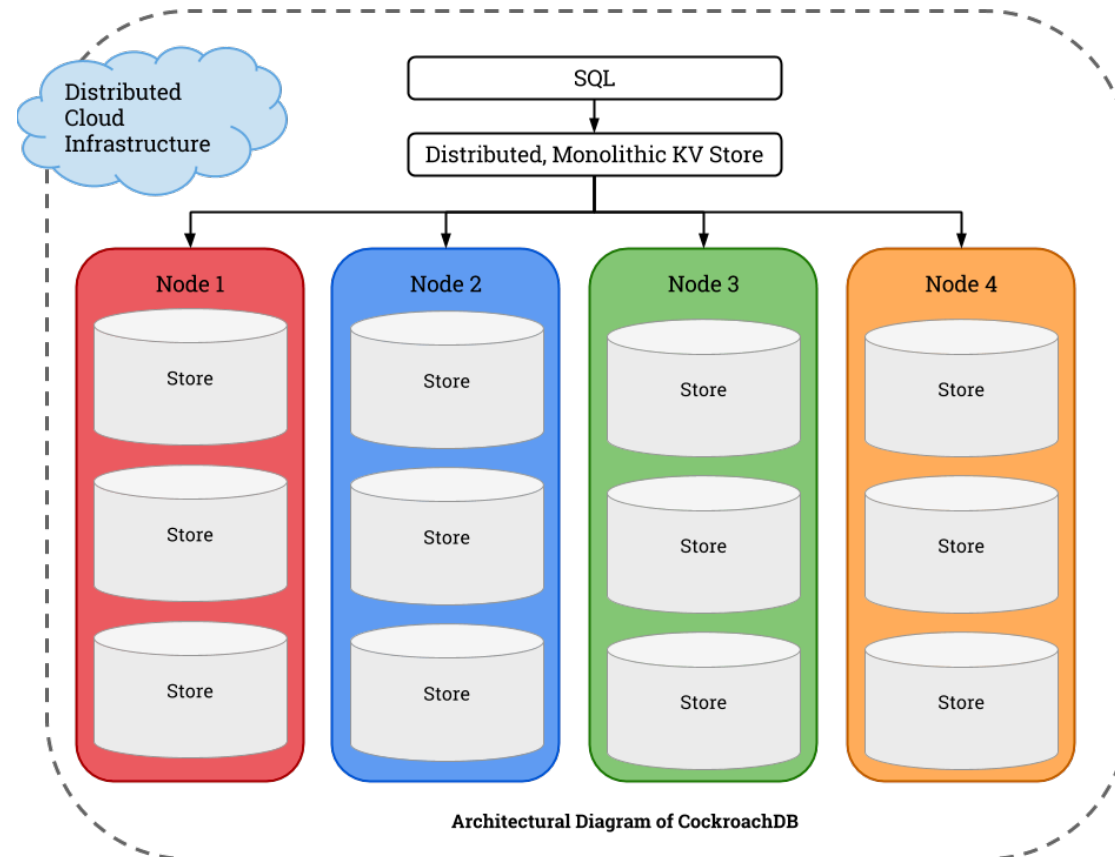 Distributed
Cloud
Infrastructure
SQL
Distributed, Monolithic KV Store
Node 1
Node 2
Node 3
Node 4
Store
Store
Store
Store
Store
Store
Store
Store
Store
Store
Store
Store
Architectural Diagram of CockroachDB